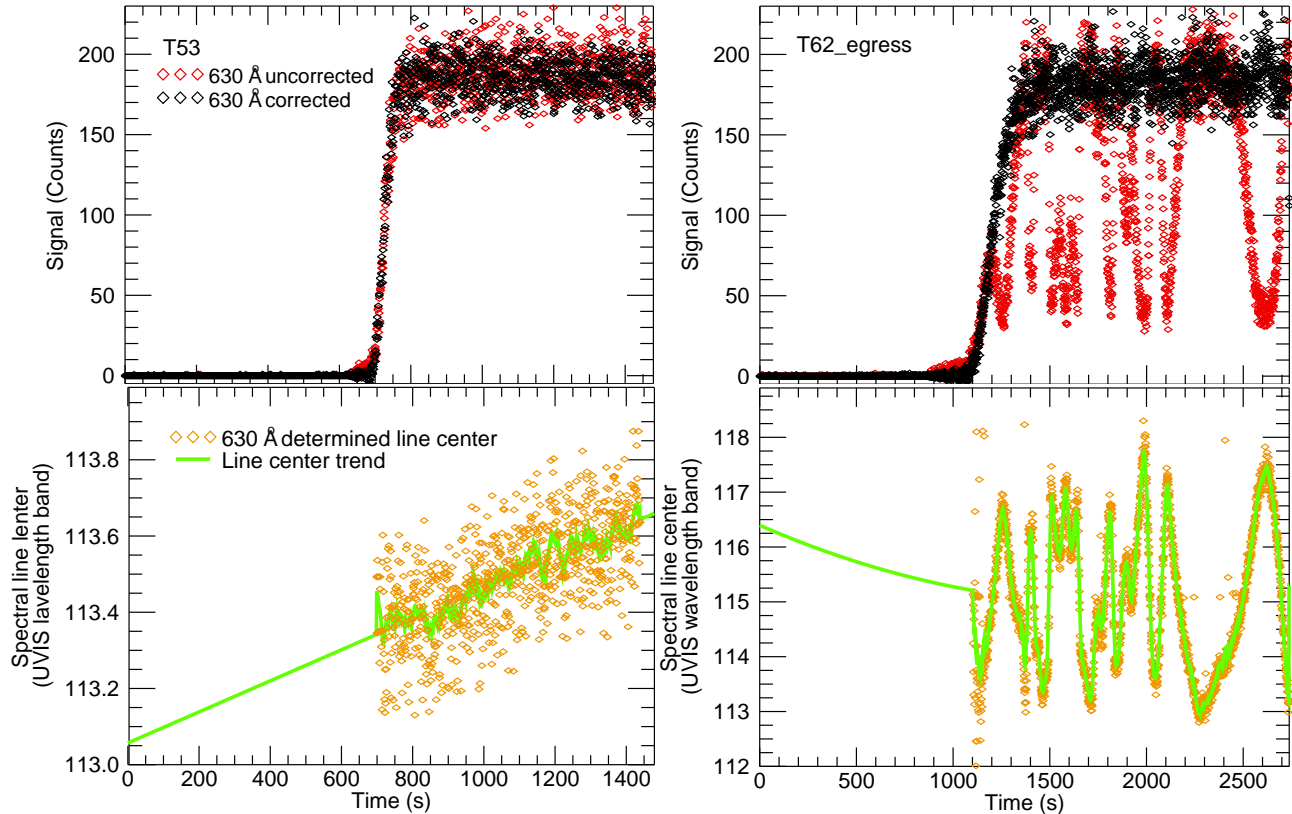 T53
630 Å uncorrected
630 Å corrected
Signal (Counts)
200
150
100
50
0
T62_egress
Signal (Counts)
200
150
100
50
0
630 Å determined line center
Line center trend
Spectral line lenter
(UVIS lavelength band)
113.8
113.6
113.4
113.2
113.0
0 200 400 600 800 1000 1200 1400
Time (s)
Spectral line center
(UVIS wavelength band)
118
117
116
115
114
113
112
0 500 1000 1500 2000 2500
Time (s)